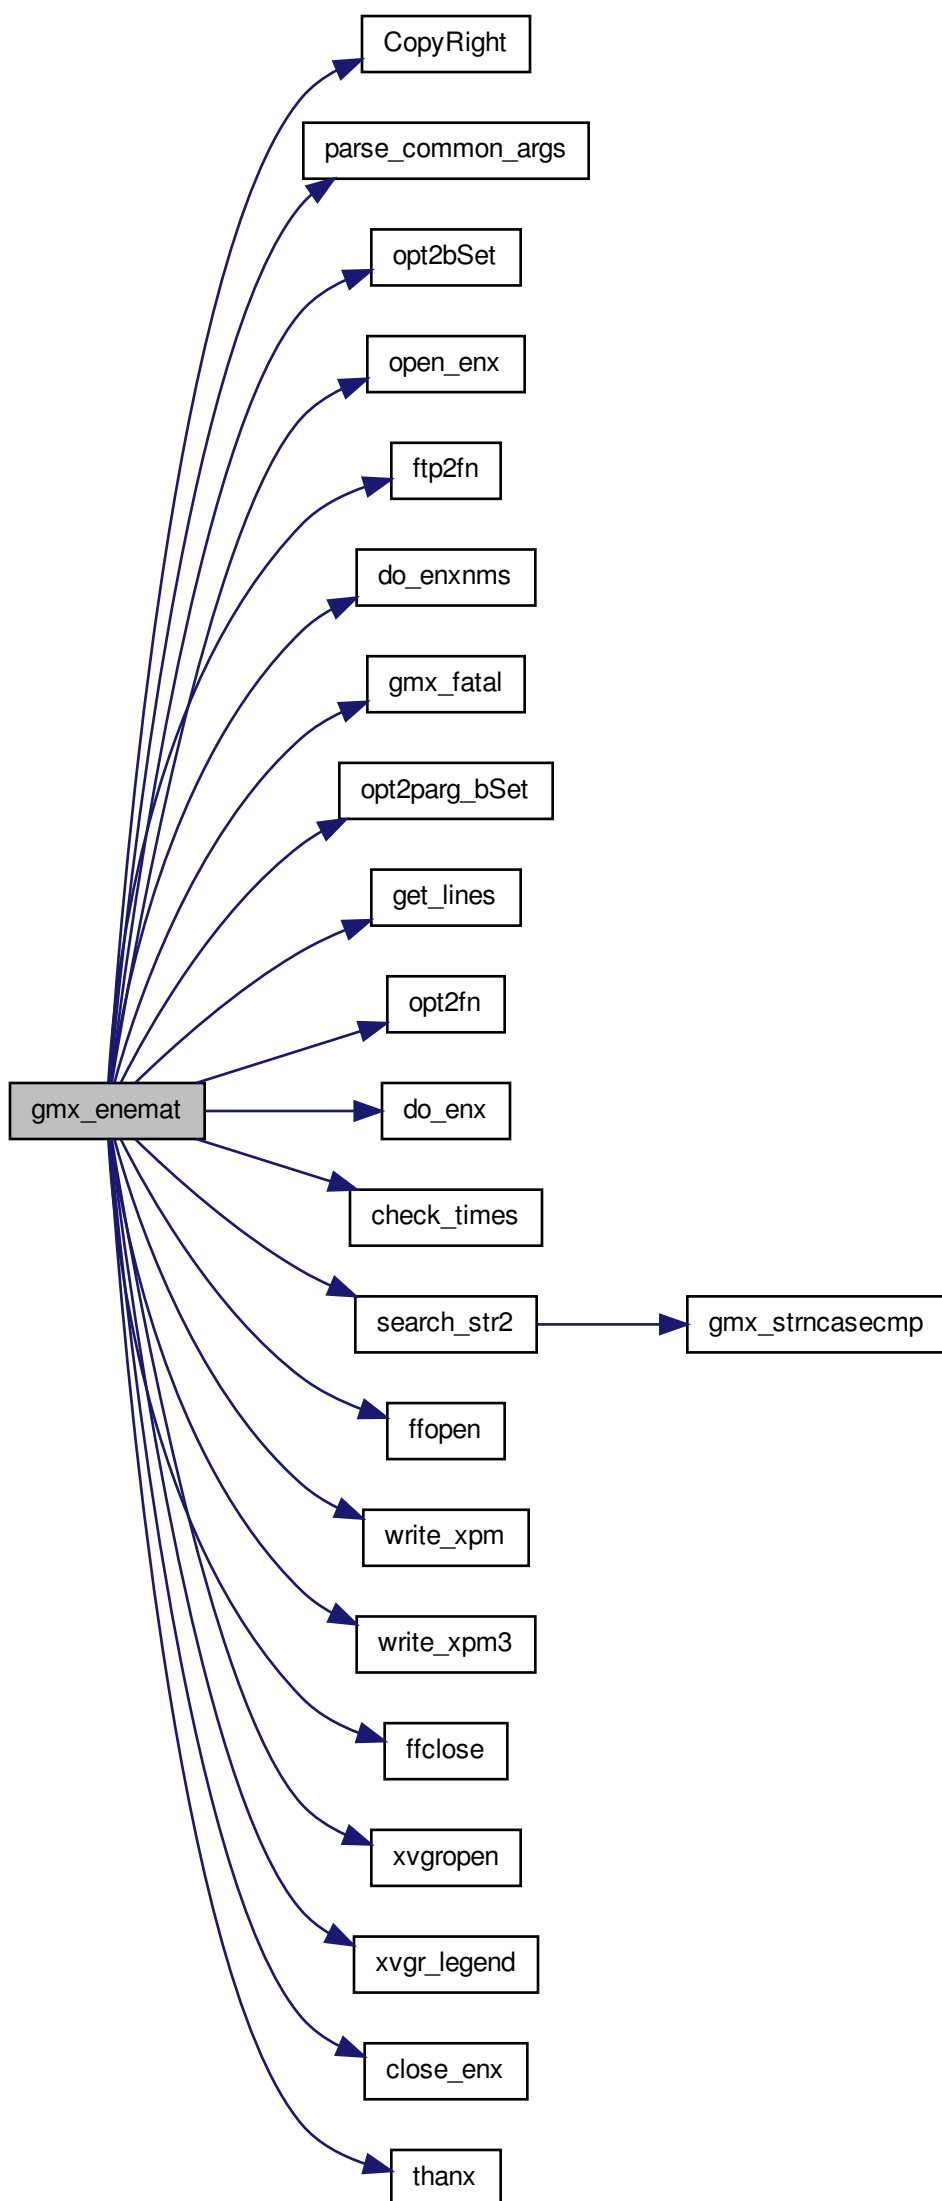 CopyRight
parse_common_args
opt2bSet
open_enx
ftp2fn
do_enxnms
gmx_fatal
opt2parg_bSet
get_lines
opt2fn
gmx_enemat
do_enx
check_times
search_str2
gmx_strncasecmp
ffopen
write_xpm
write_xpm3
ffclose
xvgropen
xvgr_legend
close_enx
thanx